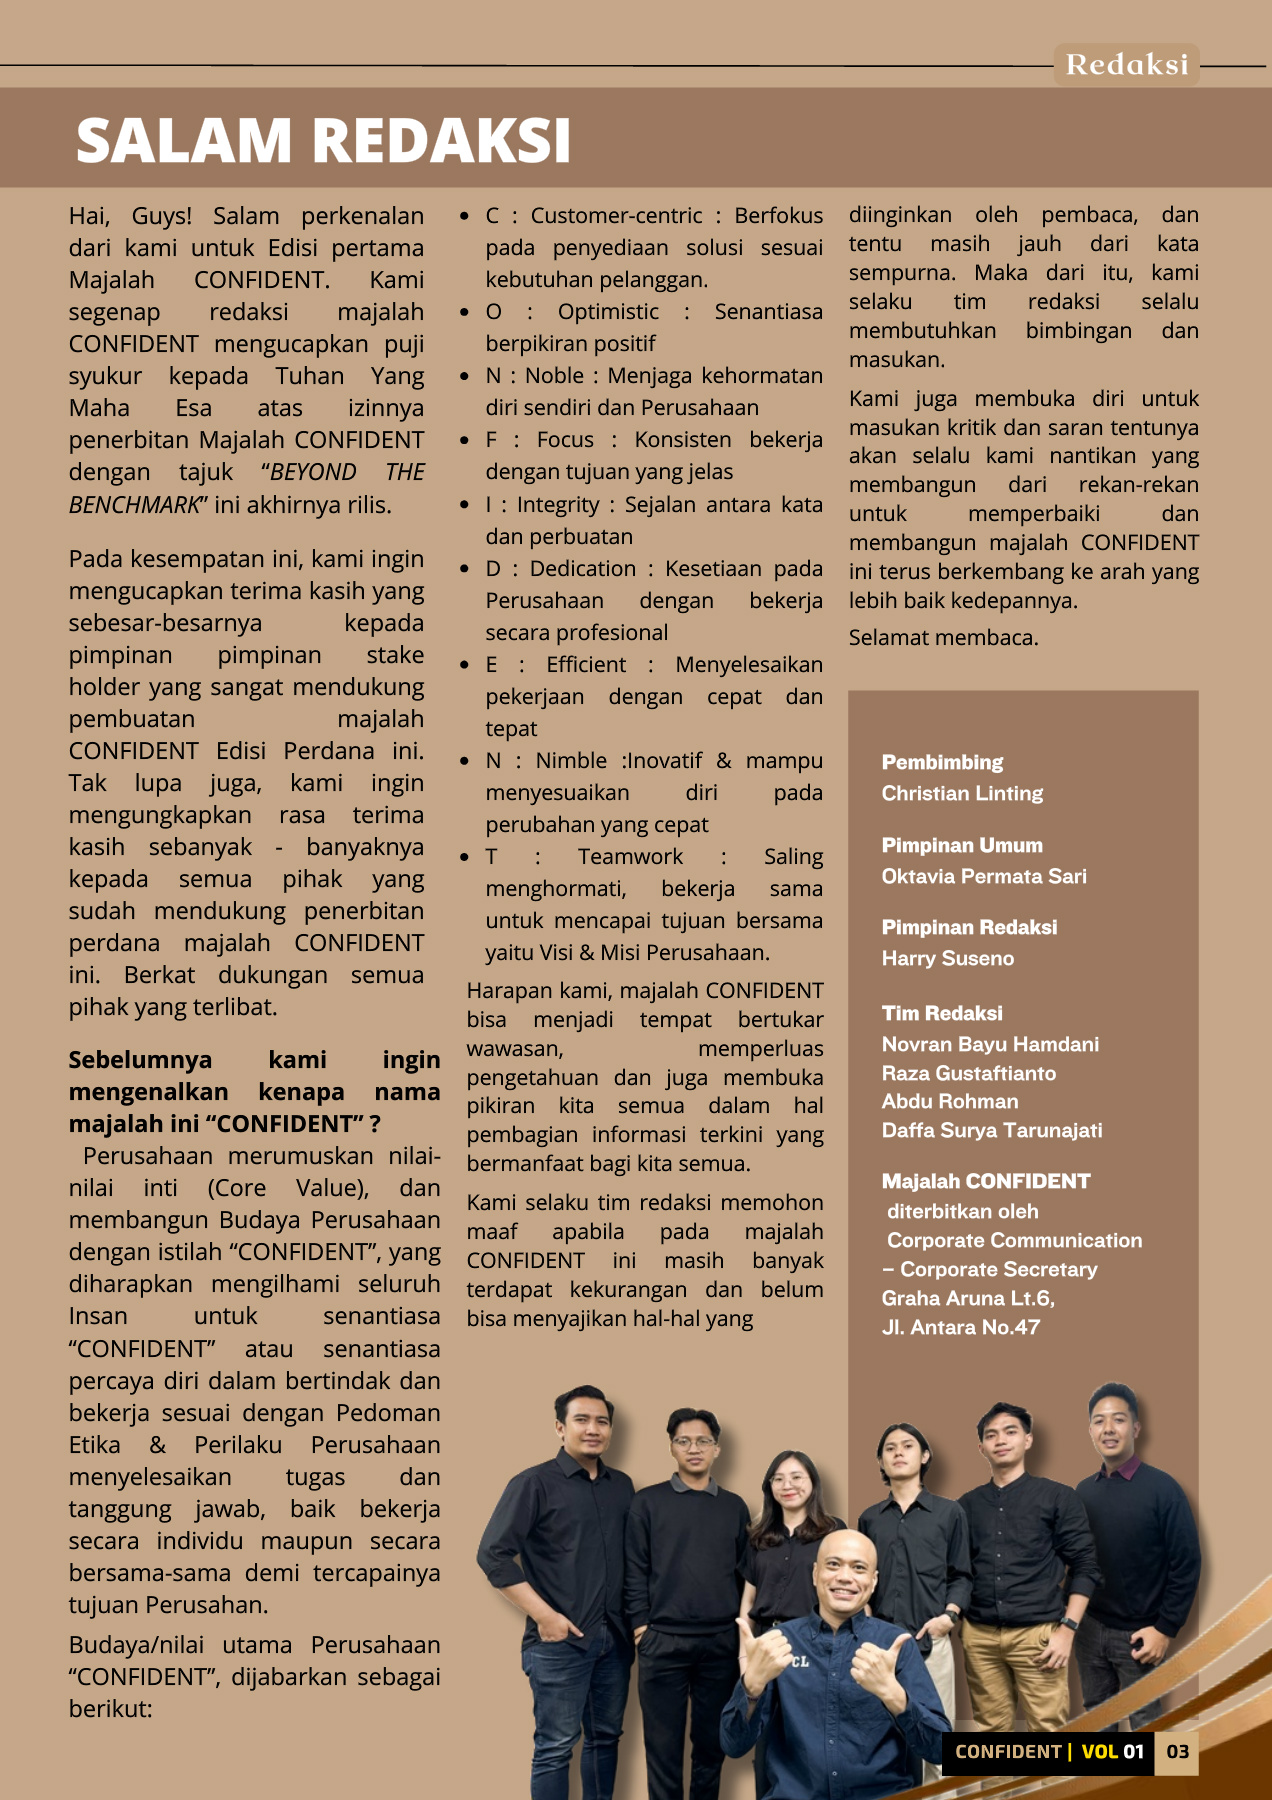 Redaksi
SALAM REDAKSI
Hai, Guys! Salam perkenalan
dari kami untuk Edisi pertama
Majalah CONFIDENT. Kami
segenap redaksi majalah
CONFIDENT mengucapkan puji
syukur kepada Tuhan Yang
Maha Esa atas izinnya
penerbitan Majalah CONFIDENT
dengan tajuk “BEYOND THE
BENCHMARK” ini akhirnya rilis.
Pada kesempatan ini, kami ingin
mengucapkan terima kasih yang
sebesar-besarnya kepada
pimpinan pimpinan stake
holder yang sangat mendukung
pembuatan majalah
CONFIDENT Edisi Perdana ini.
Tak lupa juga, kami ingin
mengungkapkan rasa terima
kasih sebanyak - banyaknya
kepada semua pihak yang
sudah mendukung penerbitan
perdana majalah CONFIDENT
ini. Berkat dukungan semua
pihak yang terlibat.
Sebelumnya kami ingin
mengenalkan kenapa nama
majalah ini “CONFIDENT” ?
Perusahaan merumuskan nilai-
nilai inti (Core Value), dan
membangun Budaya Perusahaan
dengan istilah “CONFIDENT”, yang
diharapkan mengilhami seluruh
Insan untuk senantiasa
“CONFIDENT” atau senantiasa
percaya diri dalam bertindak dan
bekerja sesuai dengan Pedoman
Etika & Perilaku Perusahaan
menyelesaikan tugas dan
tanggung jawab, baik bekerja
secara individu maupun secara
bersama-sama demi tercapainya
tujuan Perusahan.
Budaya/nilai utama Perusahaan
“CONFIDENT”, dijabarkan sebagai
berikut:
• C : Customer-centric : Berfokus
pada penyediaan solusi sesuai
kebutuhan pelanggan.
• O : Optimistic : Senantiasa
berpikiran positif
• N : Noble : Menjaga kehormatan
diri sendiri dan Perusahaan
• F : Focus : Konsisten bekerja
dengan tujuan yang jelas
• I : Integrity : Sejalan antara kata
dan perbuatan
• D : Dedication : Kesetiaan pada
Perusahaan dengan bekerja
secara profesional
• E : Efficient : Menyelesaikan
pekerjaan dengan cepat dan
tepat
• N : Nimble :Inovatif & mampu
menyesuaikan diri pada
perubahan yang cepat
• T : Teamwork : Saling
menghormati, bekerja sama
untuk mencapai tujuan bersama
yaitu Visi & Misi Perusahaan.
Harapan kami, majalah CONFIDENT
bisa menjadi tempat bertukar
wawasan, memperluas
pengetahuan dan juga membuka
pikiran kita semua dalam hal
pembagian informasi terkini yang
bermanfaat bagi kita semua.
Kami selaku tim redaksi memohon
maaf apabila pada majalah
CONFIDENT ini masih banyak
terdapat kekurangan dan belum
bisa menyajikan hal-hal yang
diinginkan oleh pembaca, dan
tentu masih jauh dari kata
sempurna. Maka dari itu, kami
selaku tim redaksi selalu
membutuhkan bimbingan dan
masukan.
Kami juga membuka diri untuk
masukan kritik dan saran tentunya
akan selalu kami nantikan yang
membangun dari rekan-rekan
untuk memperbaiki dan
membangun majalah CONFIDENT
ini terus berkembang ke arah yang
lebih baik kedepannya.
Selamat membaca.
Pembimbing
Christian Linting
Pimpinan Umum
Oktavia Permata Sari
Pimpinan Redaksi
Harry Suseno
Tim Redaksi
Novran Bayu Hamdani
Raza Gustaftianto
Abdu Rohman
Daffa Surya Tarunajati
Majalah CONFIDENT
diterbitkan oleh
Corporate Communication
– Corporate Secretary
Graha Aruna Lt.6,
Jl. Antara No.47
CL
CONFIDENT | VOL 01 03